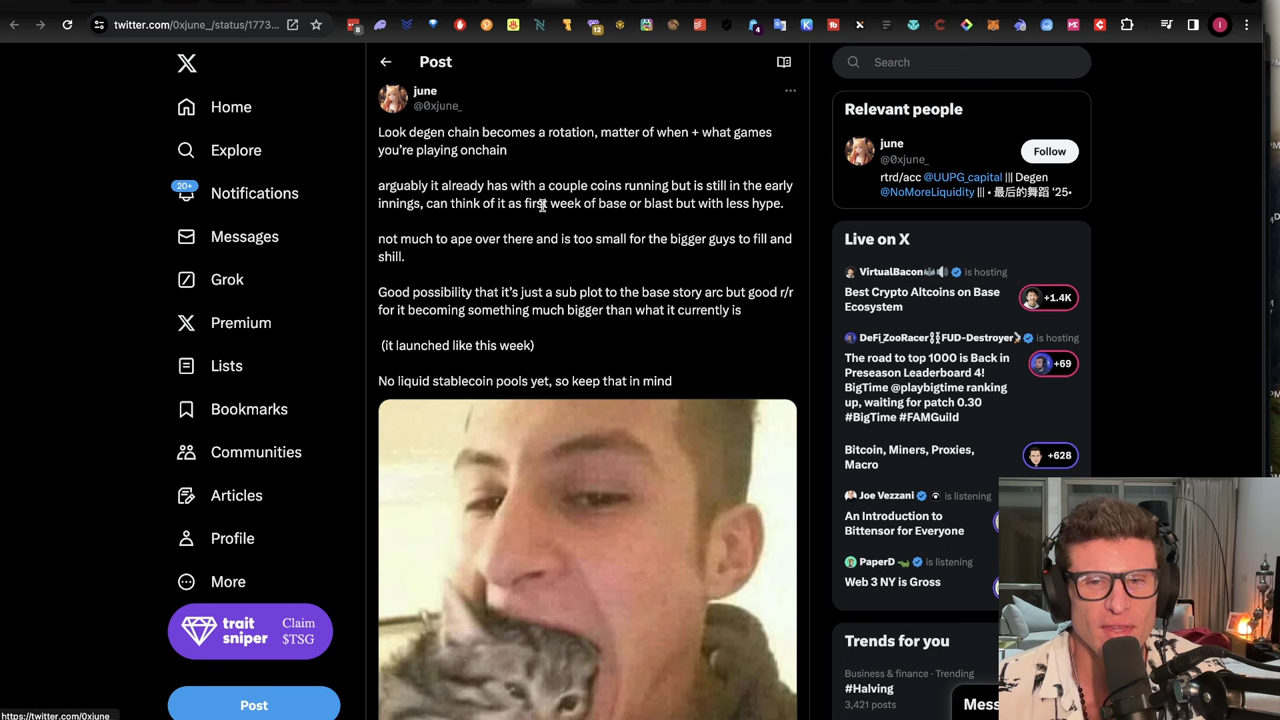 twitter.com/0xjune_/status/1773...
8
12
4
I
Post
Search
june
@0xjune_
Look degen chain becomes a rotation, matter of when + what games
you're playing onchain
arguably it already has with a couple coins running but is still in the early
innings, can think of it as first week of base or blast but with less hype.
not much to ape over there and is too small for the bigger guys to fill and
shill.
Good possibility that it's just a sub plot to the base story arc but good r/r
for it becoming something much bigger than what it currently is
(it launched like this week)
No liquid stablecoin pools yet, so keep that in mind
Home
Explore
20+
Notifications
Messages
Grok
Premium
Lists
Bookmarks
Communities
Articles
Profile
More
trait
sniper
Claim
$TSG
Post
https://twitter.com/0xjune_
Relevant people
june
@0xjune_
Follow
rtrd/acc @UUPG_capital ||| Degen
@NoMoreLiquidity ||| • 最后的舞蹈 '25•
Live on X
VirtualBacon is hosting
Best Crypto Altcoins on Base
Ecosystem
+1.4K
DeFi_ZooRacer FUD-Destroyer is hosting
The road to top 1000 is Back in
Preseason Leaderboard 4!
BigTime @playbigtime ranking
up, waiting for patch 0.30
#BigTime #FAMGuild
+69
Bitcoin, Miners, Proxies,
Macro
+628
Joe Vezzani is listening
An Introduction to
Bittensor for Everyone
PaperD is listening
Web 3 NY is Gross
Trends for you
Business & finance · Trending
#Halving
3,421 posts
Mess